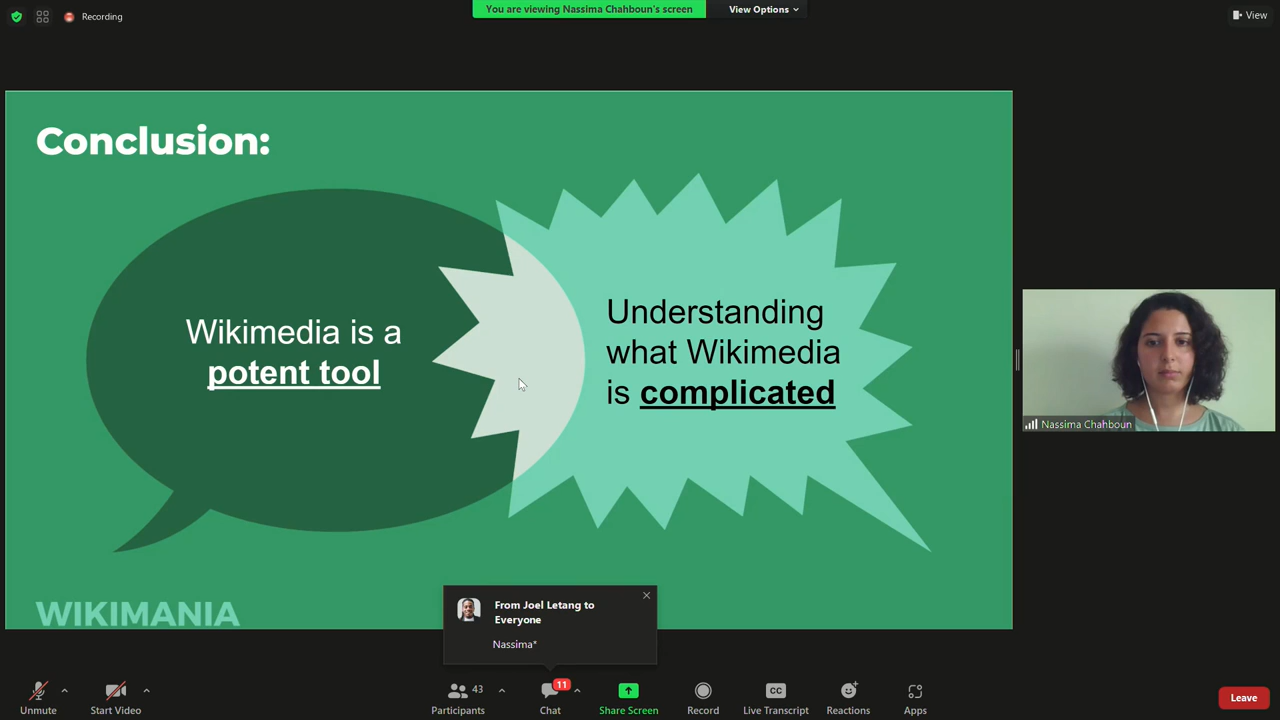 Recording
You are viewing Nassima Chahboun's screen
View Options
View
Conclusion:
Wikimedia is a
potent tool
Understanding
what Wikimedia
is complicated
Nassima Chahboun
WIKIMANIA
From Joel Letang to
Everyone
Nassima*
Unmute
Start Video
43
Participants
11
Chat
Share Screen
Record
CC
Live Transcript
Reactions
Apps
Leave